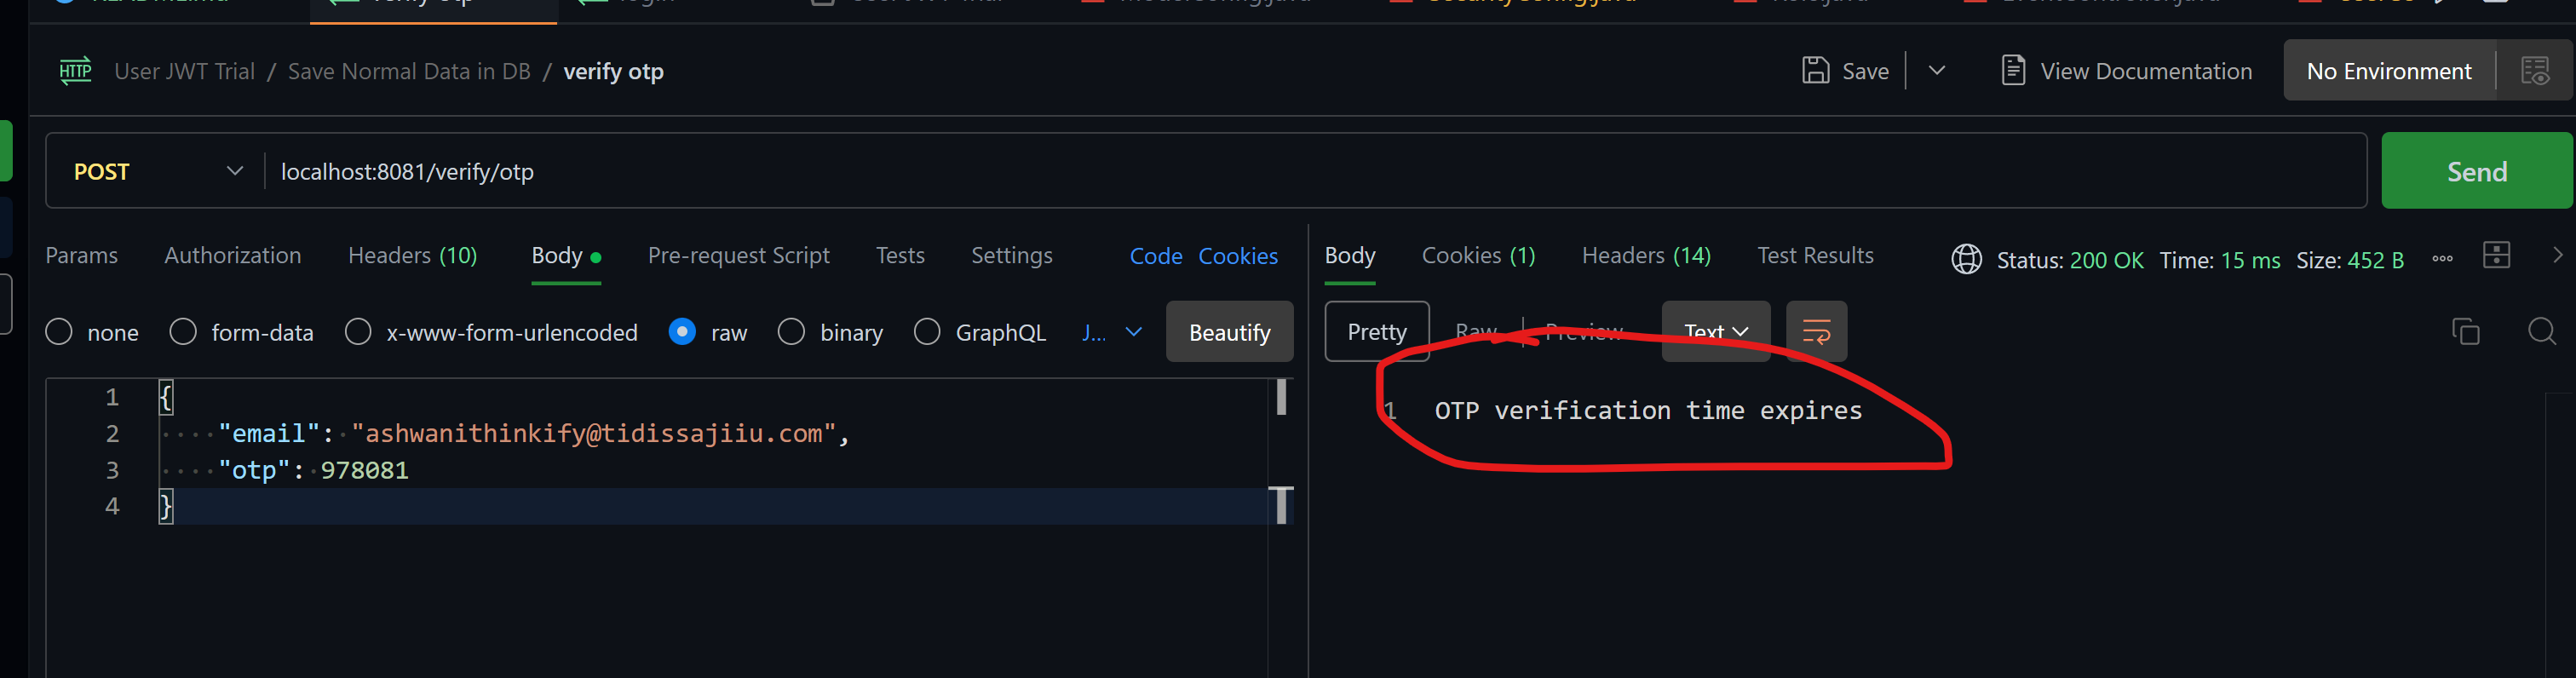 HTTP User JWT Trial / Save Normal Data in DB / verify otp
Save
View Documentation
No Environment
POST
localhost:8081/verify/otp
Send
Params Authorization Headers (10) Body Pre-request Script Tests Settings Code Cookies
Body Cookies (1) Headers (14) Test Results
Status: 200 OK Time: 15 ms Size: 452 B
none form-data x-www-form-urlencoded raw binary GraphQL J... Beautify
Pretty Raw Preview Text
1 {
2 "email": "ashwanithinkify@tidissajiiu.com",
3 "otp": 978081
4 }
1 OTP verification time expires